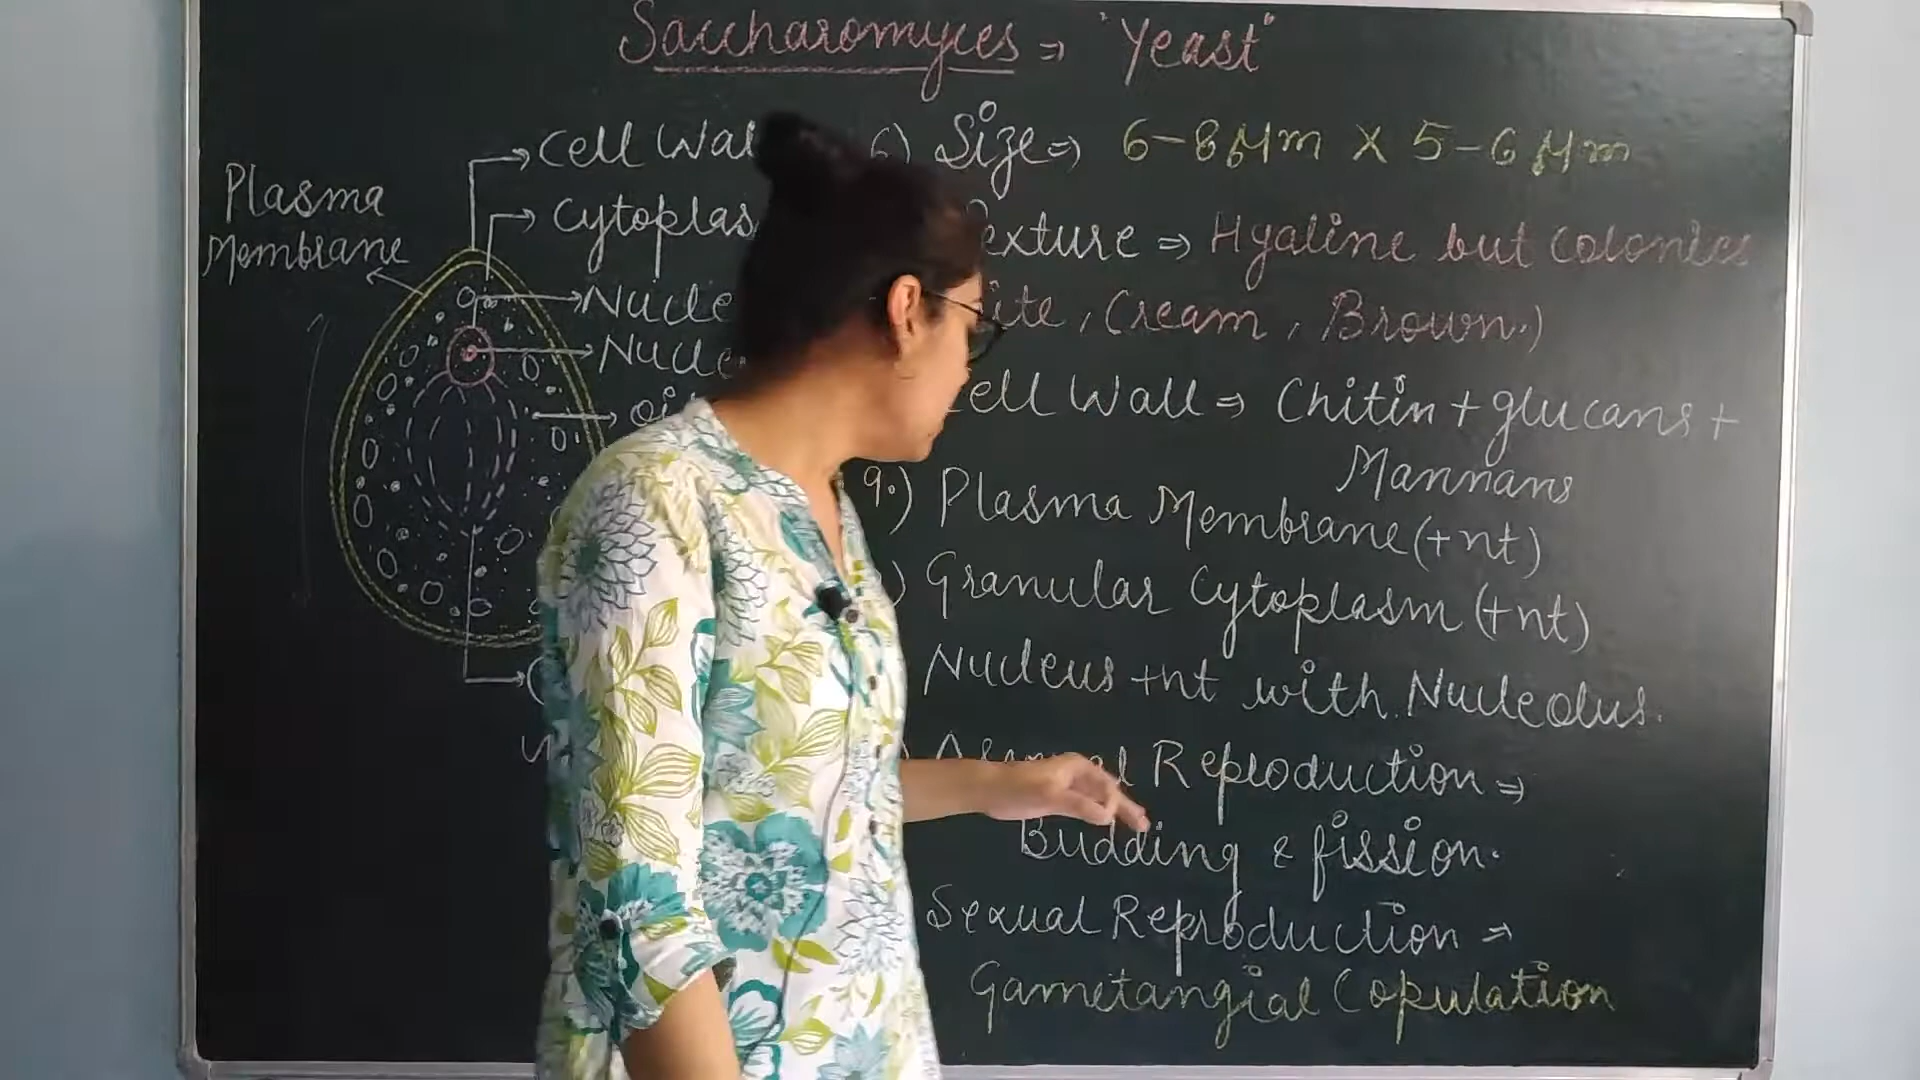 Saccharomyces ⇒ "Yeast"
Plasma
Membrane
Cell Wal
Cytoplas
Nucle
Nucle
6) Size ⇒ 6-8 μm X 5-6 μm
exture ⇒ Hyaline but Colonies
ite, Cream, Brown.)
ell Wall ⇒ Chitin + glucans +
Mannans
9.) Plasma Membrane (+nt)
) Granular Cytoplasm (+nt)
Nucleus +nt with Nucleolus.
Reproduction ⇒
Budding & fission.
Sexual Reproduction ⇒
Gametangial Copulation